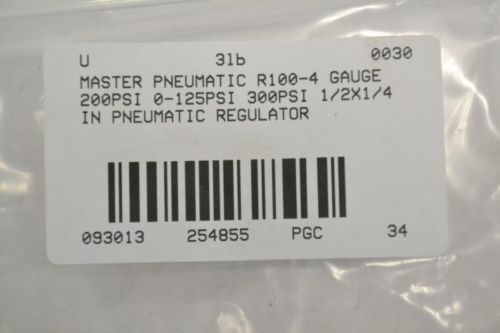 U 3lb 0030
MASTER PNEUMATIC R100-4 GAUGE
200PSI 0-125PSI 300PSI 1/2X1/4
IN PNEUMATIC REGULATOR
093013 254855 PGC 34